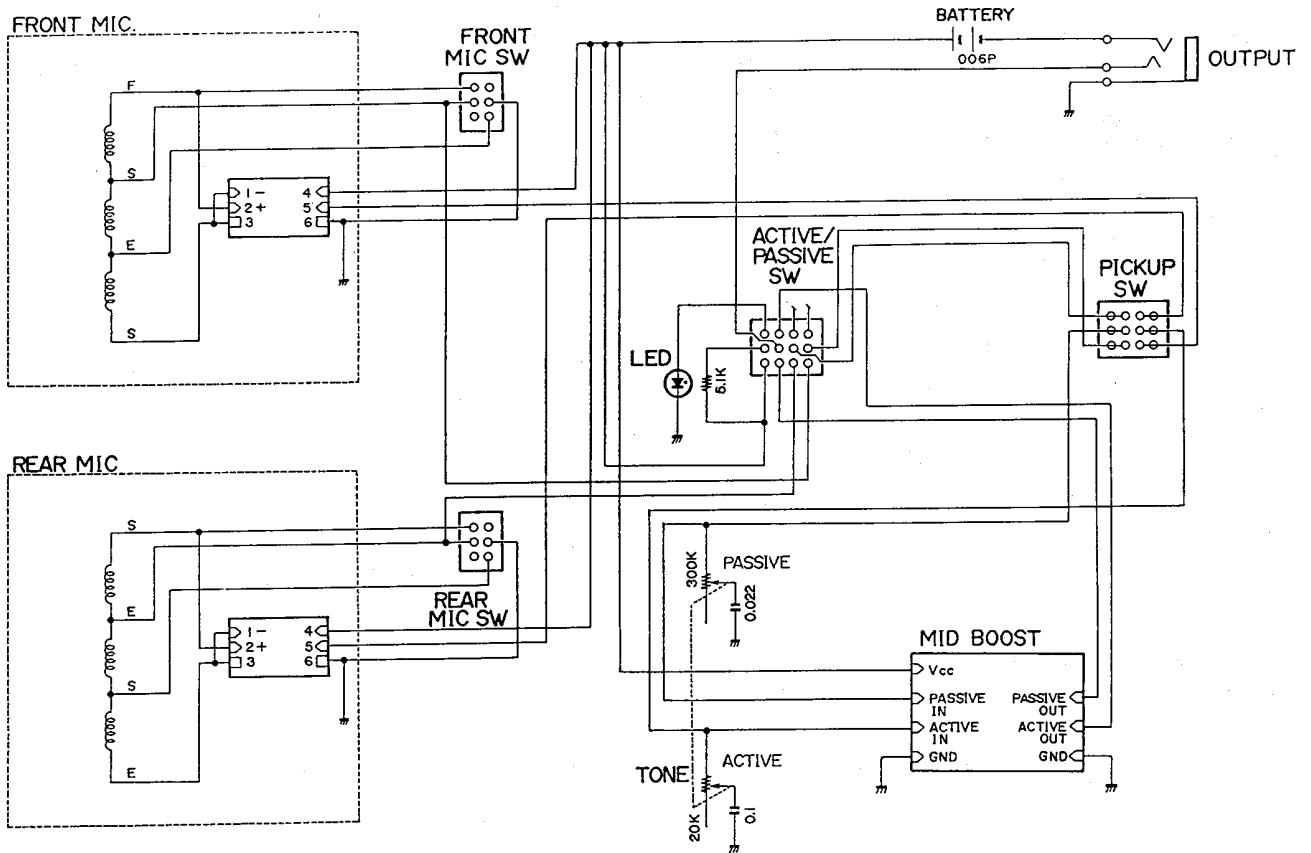 FRONT MIC.
FRONT
MIC SW
BATTERY
006P
OUTPUT
F
S
E
S
1 -
2 +
3
4
5
6
ACTIVE/
PASSIVE
SW
PICKUP
SW
LED
5.1K
REAR MIC
S
E
S
E
1 -
2 +
3
4
5
6
REAR
MIC SW
PASSIVE
300K
0.022
TONE
ACTIVE
20K
0.1
MID BOOST
Vcc
PASSIVE
IN
ACTIVE
IN
GND
PASSIVE
OUT
ACTIVE
OUT
GND